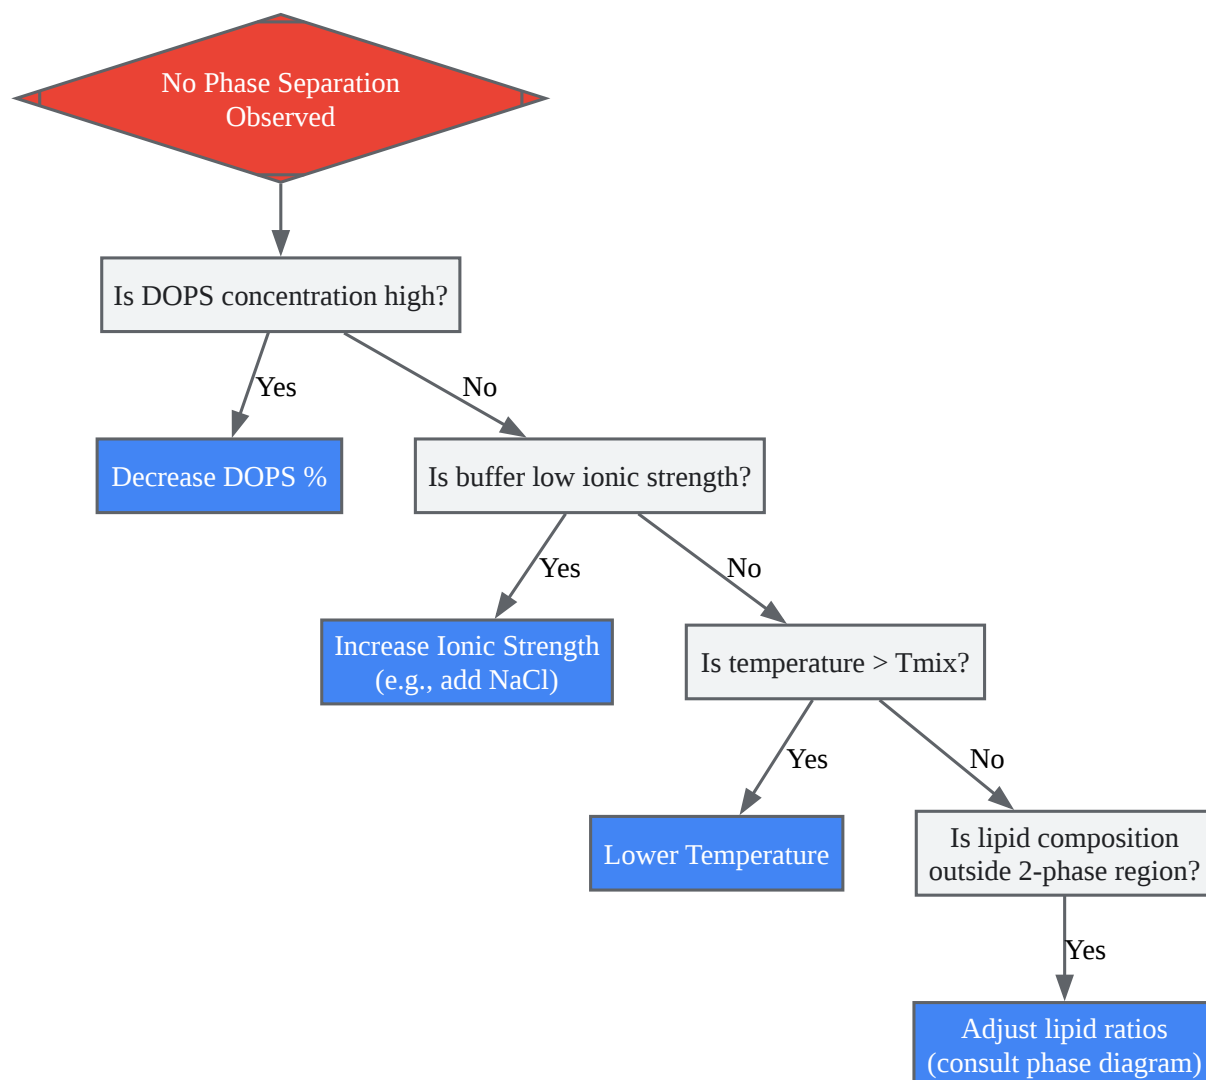 No Phase Separation
Observed
Is DOPS concentration high?
Yes
No
Decrease DOPS %
Is buffer low ionic strength?
Yes
No
Increase Ionic Strength
(e.g., add NaCl)
Is temperature > Tmix?
Yes
No
Lower Temperature
Is lipid composition
outside 2-phase region?
Yes
Adjust lipid ratios
(consult phase diagram)